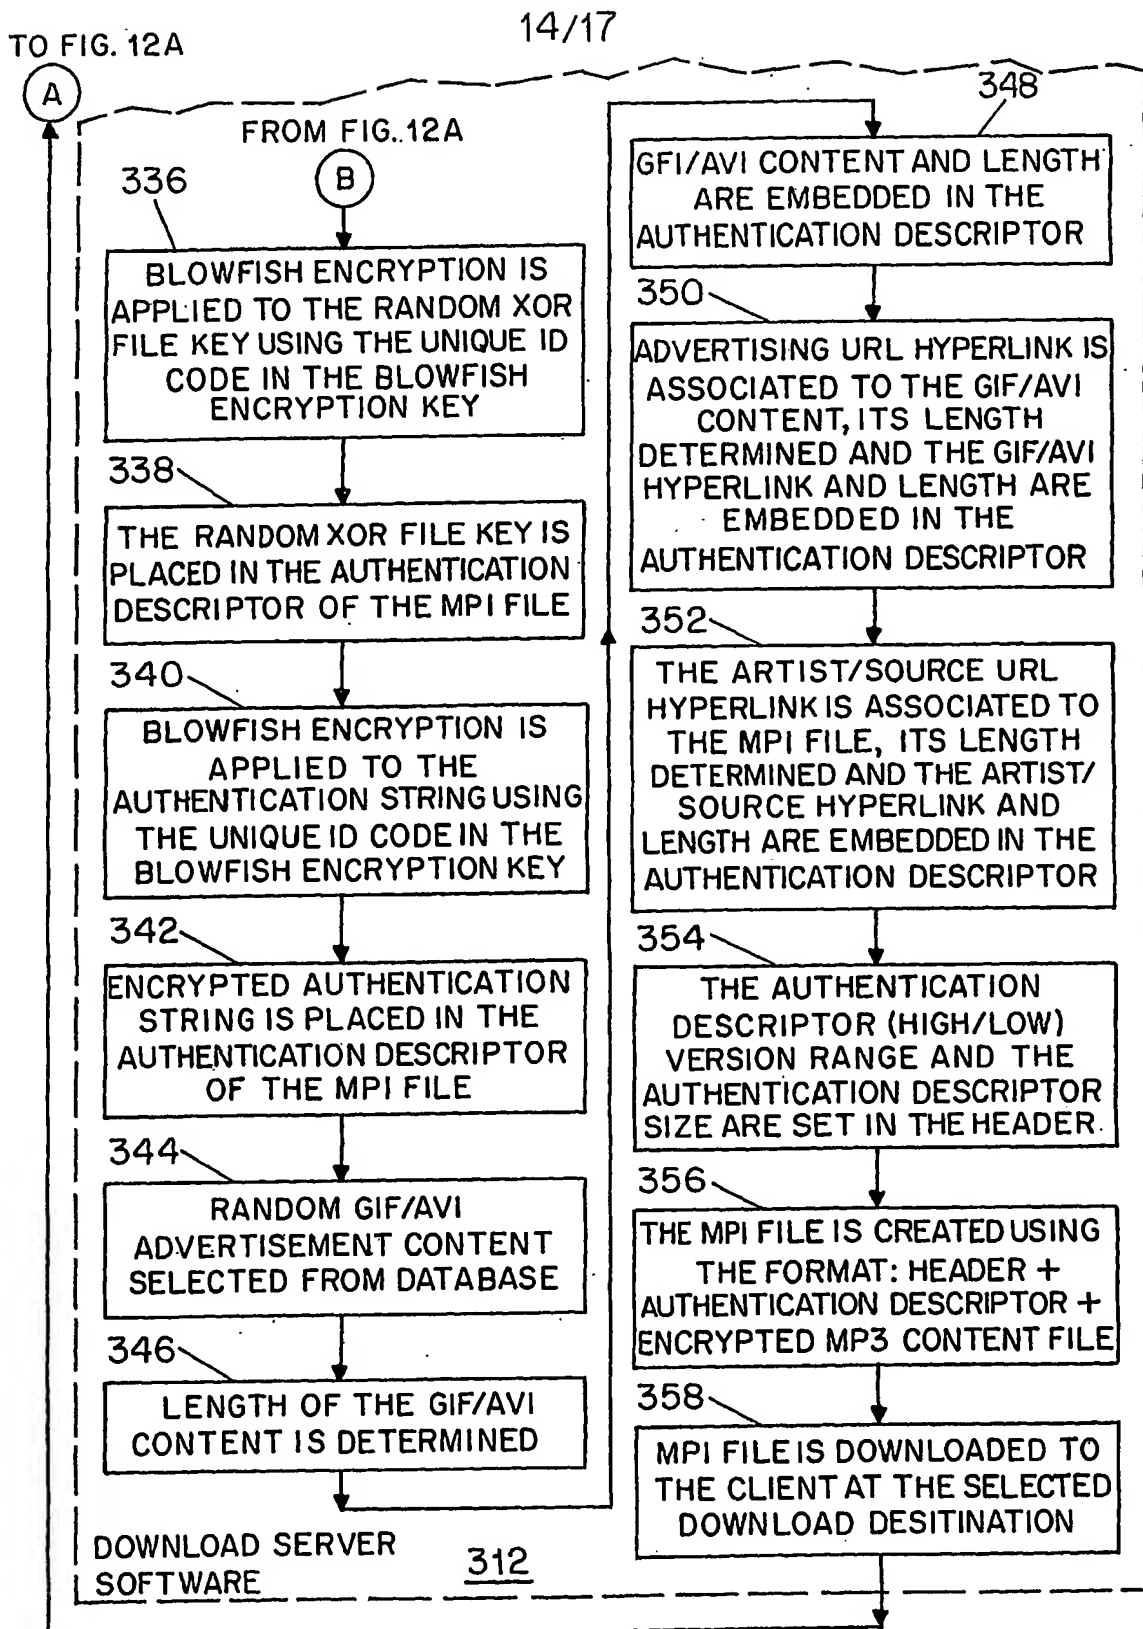 14/17
TO FIG. 12A
A
FROM FIG. 12A
B
336
BLOWFISH ENCRYPTION IS
APPLIED TO THE RANDOM XOR
FILE KEY USING THE UNIQUE ID
CODE IN THE BLOWFISH
ENCRYPTION KEY
338
THE RANDOM XOR FILE KEY IS
PLACED IN THE AUTHENTICATION
DESCRIPTOR OF THE MPI FILE
340
BLOWFISH ENCRYPTION IS
APPLIED TO THE
AUTHENTICATION STRING USING
THE UNIQUE ID CODE IN THE
BLOWFISH ENCRYPTION KEY
342
ENCRYPTED AUTHENTICATION
STRING IS PLACED IN THE
AUTHENTICATION DESCRIPTOR
OF THE MPI FILE
344
RANDOM GIF/AVI
ADVERTISEMENT CONTENT
SELECTED FROM DATABASE
346
LENGTH OF THE GIF/AVI
CONTENT IS DETERMINED
348
GFI/AVI CONTENT AND LENGTH
ARE EMBEDDED IN THE
AUTHENTICATION DESCRIPTOR
350
ADVERTISING URL HYPERLINK IS
ASSOCIATED TO THE GIF/AVI
CONTENT, ITS LENGTH
DETERMINED AND THE GIF/AVI
HYPERLINK AND LENGTH ARE
EMBEDDED IN THE
AUTHENTICATION DESCRIPTOR
352
THE ARTIST/SOURCE URL
HYPERLINK IS ASSOCIATED TO
THE MPI FILE, ITS LENGTH
DETERMINED AND THE ARTIST/
SOURCE HYPERLINK AND
LENGTH ARE EMBEDDED IN THE
AUTHENTICATION DESCRIPTOR
354
THE AUTHENTICATION
DESCRIPTOR (HIGH/LOW)
VERSION RANGE AND THE
AUTHENTICATION DESCRIPTOR
SIZE ARE SET IN THE HEADER.
356
THE MPI FILE IS CREATED USING
THE FORMAT: HEADER +
AUTHENTICATION DESCRIPTOR +
ENCRYPTED MP3 CONTENT FILE
358
MPI FILE IS DOWNLOADED TO
THE CLIENT AT THE SELECTED
DOWNLOAD DESITINATION
DOWNLOAD SERVER
SOFTWARE
312